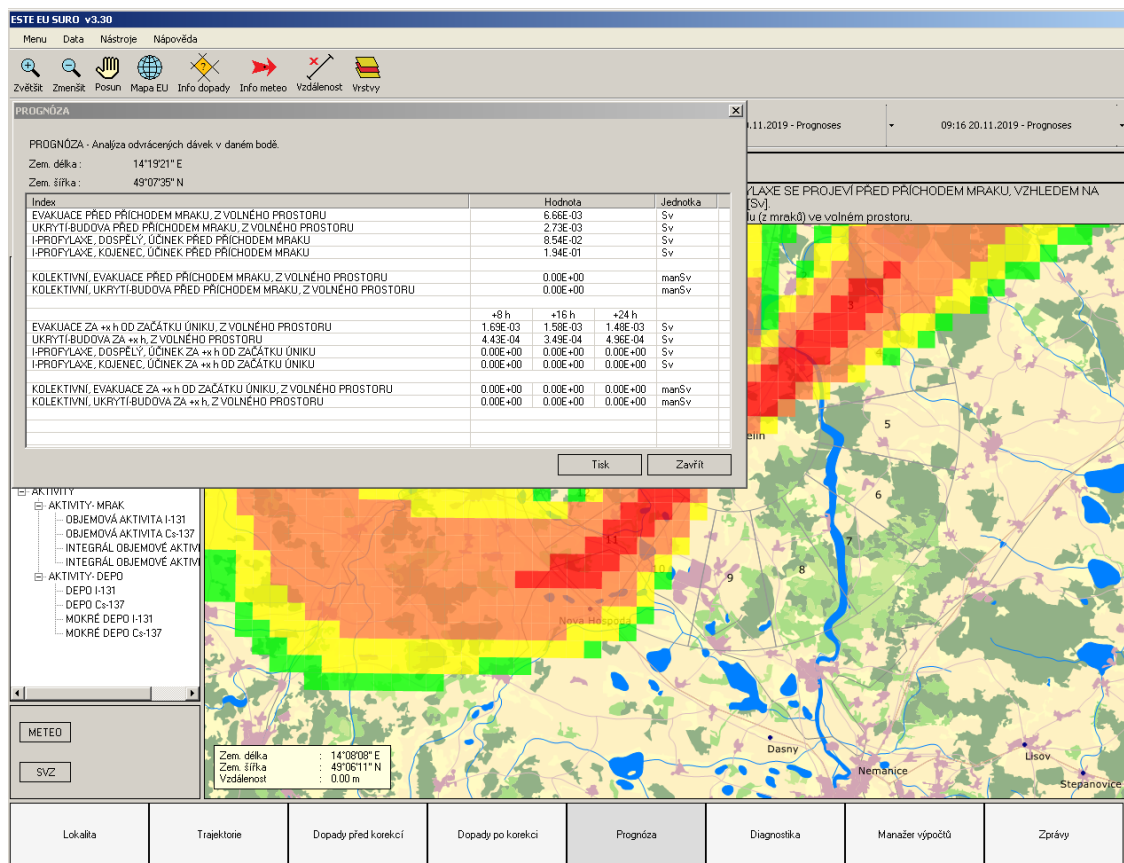 ESTE EU SURO v3.30
Menu Data Nástroje Nápověda
Zvětšit Zmenšit Posun Mapa EU Info dopady Info meteo Vzdálenost Vrstvy
PROGNÓZA
.11.2019 - Prognoses 09:16 20.11.2019 - Prognoses
PROGNÓZA - Analýza odvrácených dávek v daném bodě.
Zem. délka : 14°19'21" E
Zem. šířka : 49°07'35" N
YLAXE SE PROJEVÍ PŘED PŘÍCHODEM MRAKU, VZHLEDEM NA
[Sv].
lu (z mraků) ve volném prostoru.
Index Hodnota Jednotka
EVAKUACE PŘED PŘÍCHODEM MRAKU, Z VOLNÉHO PROSTORU 6.66E-03 Sv
UKRYTÍ-BUDOVA PŘED PŘÍCHODEM MRAKU, Z VOLNÉHO PROSTORU 2.73E-03 Sv
I-PROFYLAXE, DOSPĚLÝ, ÚČINEK PŘED PŘÍCHODEM MRAKU 8.54E-02 Sv
I-PROFYLAXE, KOJENEC, ÚČINEK PŘED PŘÍCHODEM MRAKU 1.94E-01 Sv
KOLEKTIVNÍ, EVAKUACE PŘED PŘÍCHODEM MRAKU, Z VOLNÉHO PROSTORU 0.00E+00 manSv
KOLEKTIVNÍ, UKRYTÍ-BUDOVA PŘED PŘÍCHODEM MRAKU, Z VOLNÉHO PROSTORU 0.00E+00 manSv
+8 h +16 h +24 h
EVAKUACE ZA +x h OD ZAČÁTKU ÚNIKU, Z VOLNÉHO PROSTORU 1.69E-03 1.58E-03 1.48E-03 Sv
UKRYTÍ-BUDOVA ZA +x h, Z VOLNÉHO PROSTORU 4.43E-04 3.49E-04 4.96E-04 Sv
I-PROFYLAXE, DOSPĚLÝ, ÚČINEK ZA +x h OD ZAČÁTKU ÚNIKU 0.00E+00 0.00E+00 0.00E+00 Sv
I-PROFYLAXE, KOJENEC, ÚČINEK ZA +x h OD ZAČÁTKU ÚNIKU 0.00E+00 0.00E+00 0.00E+00 Sv
KOLEKTIVNÍ, EVAKUACE ZA +x h OD ZAČÁTKU ÚNIKU, Z VOLNÉHO PROSTORU 0.00E+00 0.00E+00 0.00E+00 manSv
KOLEKTIVNÍ, UKRYTÍ-BUDOVA ZA +x h, Z VOLNÉHO PROSTORU 0.00E+00 0.00E+00 0.00E+00 manSv
Tisk Zavřít
3
4
5
elín
6
7
8
9
10
11
12
Nova Hospoda
Dasny
Nemanice
Lisov
Stepanovice
AKTIVITY
AKTIVITY- MRAK
OBJEMOVÁ AKTIVITA I-131
OBJEMOVÁ AKTIVITA Cs-137
INTEGRÁL OBJEMOVÉ AKTIVI
INTEGRÁL OBJEMOVÉ AKTIVI
AKTIVITY- DEPO
DEPO I-131
DEPO Cs-137
MOKRÉ DEPO I-131
MOKRÉ DEPO Cs-137
METEO
SVZ
Zem. délka : 14°08'08" E
Zem. šířka : 49°06'11" N
Vzdálenost : 0.00 m
Lokalita Trajektorie Dopady před korekcí Dopady po korekci Prognóza Diagnostika Manažer výpočtů Zprávy